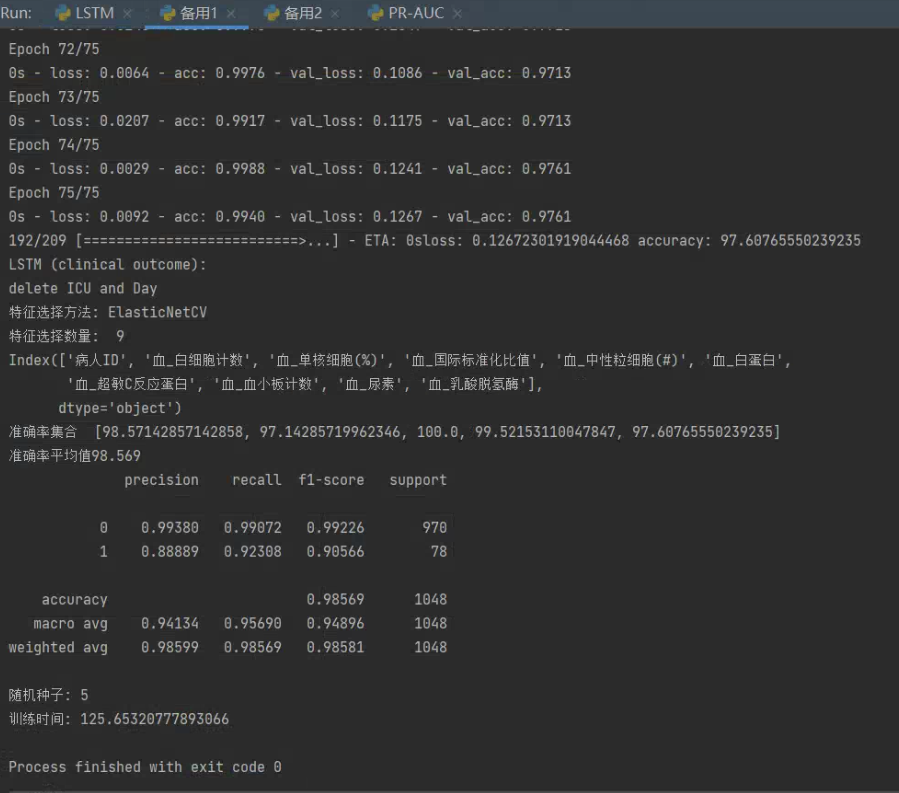 Run: LSTM × 备用1 × 备用2 × PR-AUC ×
Epoch 72/75
0s - loss: 0.0064 - acc: 0.9976 - val_loss: 0.1086 - val_acc: 0.9713
Epoch 73/75
0s - loss: 0.0207 - acc: 0.9917 - val_loss: 0.1175 - val_acc: 0.9713
Epoch 74/75
0s - loss: 0.0029 - acc: 0.9988 - val_loss: 0.1241 - val_acc: 0.9761
Epoch 75/75
0s - loss: 0.0092 - acc: 0.9940 - val_loss: 0.1267 - val_acc: 0.9761
192/209 [==========================>...] - ETA: 0sloss: 0.12672301919044468 accuracy: 97.60765550239235
LSTM (clinical outcome):
delete ICU and Day
特征选择方法: ElasticNetCV
特征选择数量: 9
Index(['病人ID', '血_白细胞计数', '血_单核细胞(%)', '血_国际标准化比值', '血_中性粒细胞(#)', '血_白蛋白',
'血_超敏C反应蛋白', '血_血小板计数', '血_尿素', '血_乳酸脱氢酶'],
dtype='object')
准确率集合 [98.57142857142858, 97.14285719962346, 100.0, 99.52153110047847, 97.60765550239235]
准确率平均值98.569
precision recall f1-score support
0 0.99380 0.99072 0.99226 970
1 0.88889 0.92308 0.90566 78
accuracy 0.98569 1048
macro avg 0.94134 0.95690 0.94896 1048
weighted avg 0.98599 0.98569 0.98581 1048
随机种子: 5
训练时间: 125.65320777893066
Process finished with exit code 0